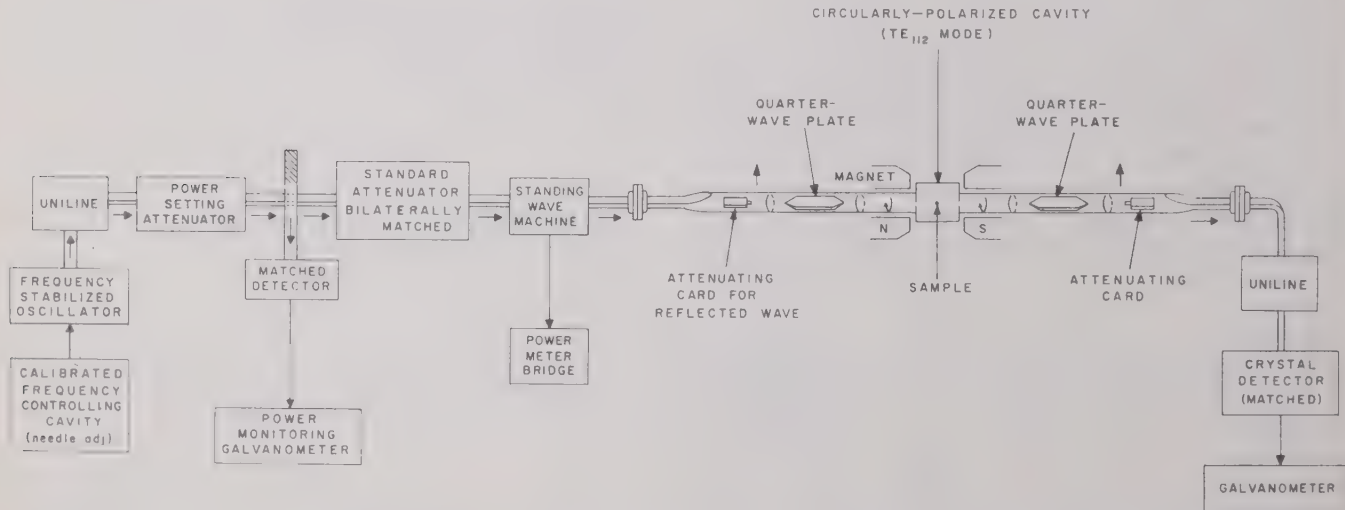 CIRCULARLY-POLARIZED CAVITY
(TE112 MODE)
QUARTER-
WAVE PLATE
QUARTER-
WAVE PLATE
MAGNET
UNILINE
POWER
SETTING
ATTENUATOR
STANDARD
ATTENUATOR
BILATERALLY
MATCHED
STANDING
WAVE
MACHINE
N
S
FREQUENCY
STABILIZED
OSCILLATOR
MATCHED
DETECTOR
ATTENUATING
CARD FOR
REFLECTED WAVE
SAMPLE
ATTENUATING
CARD
UNILINE
CALIBRATED
FREQUENCY
CONTROLLING
CAVITY
(needle adj)
POWER
MONITORING
GALVANOMETER
POWER
METER
BRIDGE
CRYSTAL
DETECTOR
(MATCHED)
GALVANOMETER